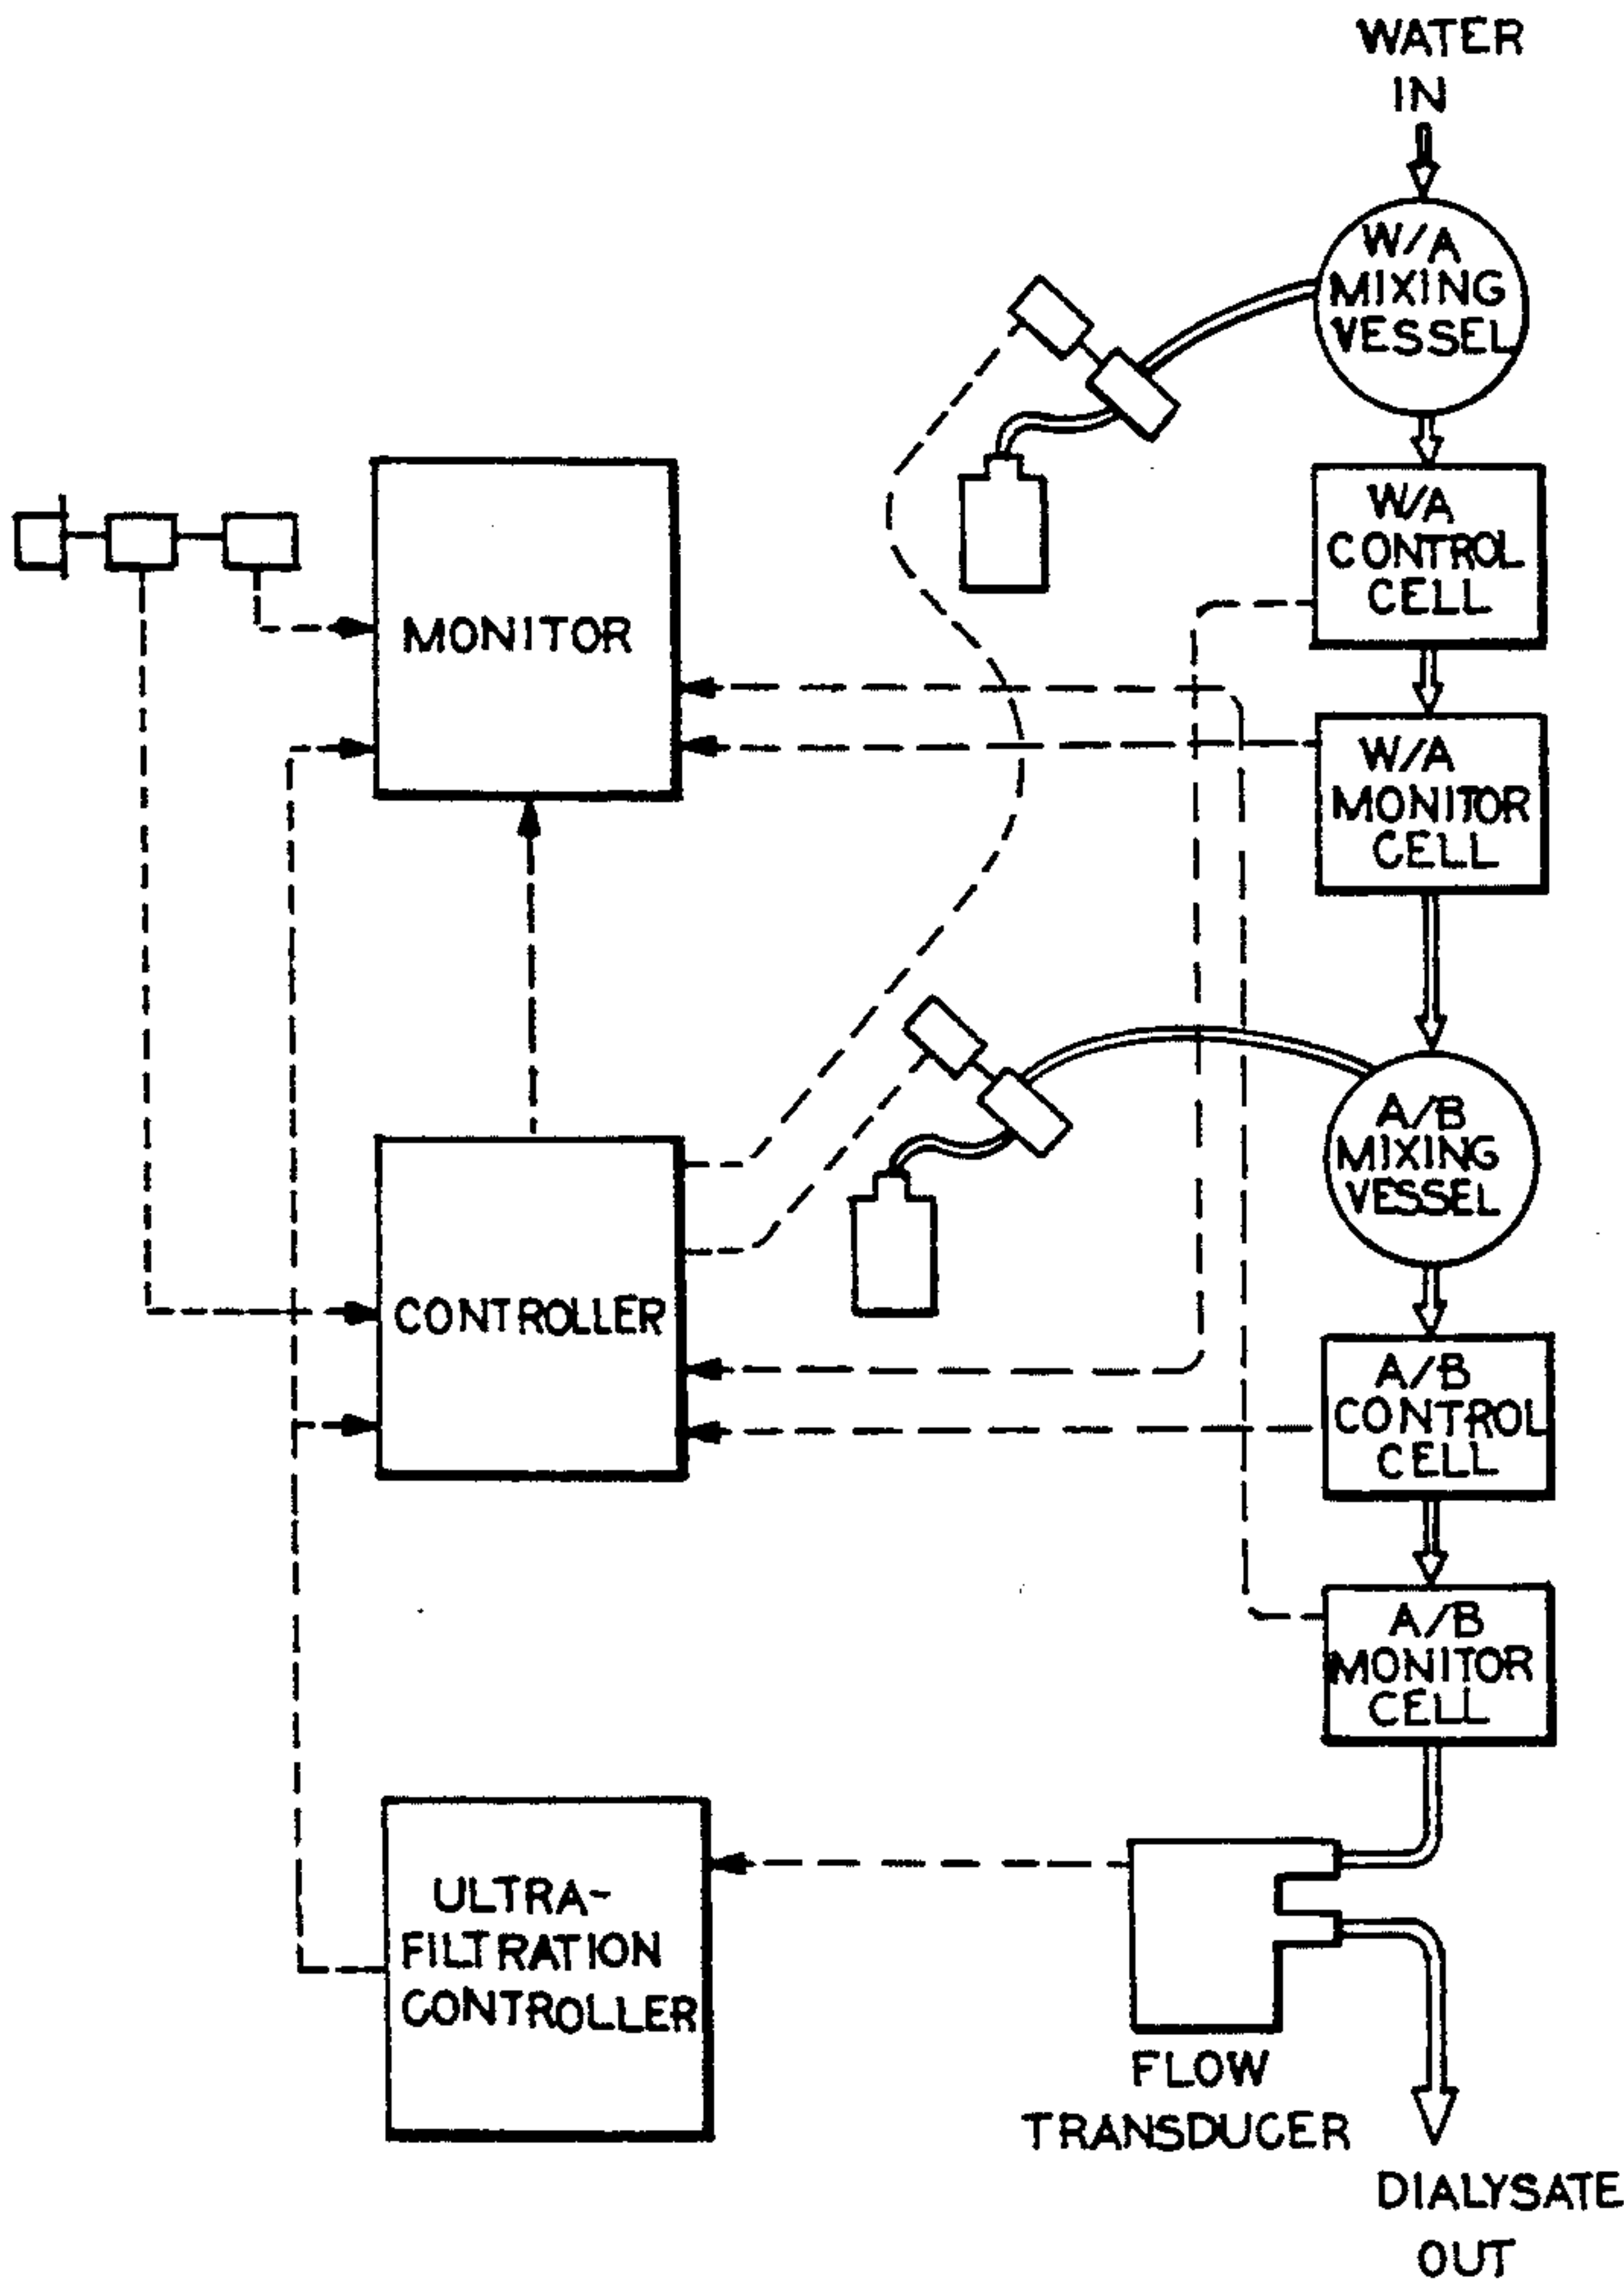 WATER
IN
W/A
MIXING
VESSEL
W/A
CONTROL
CELL
MONITOR
W/A
MONITOR
CELL
A/B
MIXING
VESSEL
CONTROLLER
A/B
CONTROL
CELL
A/B
MONITOR
CELL
ULTRA-
FILTRATION
CONTROLLER
FLOW
TRANSDUCER
DIALYSATE
OUT